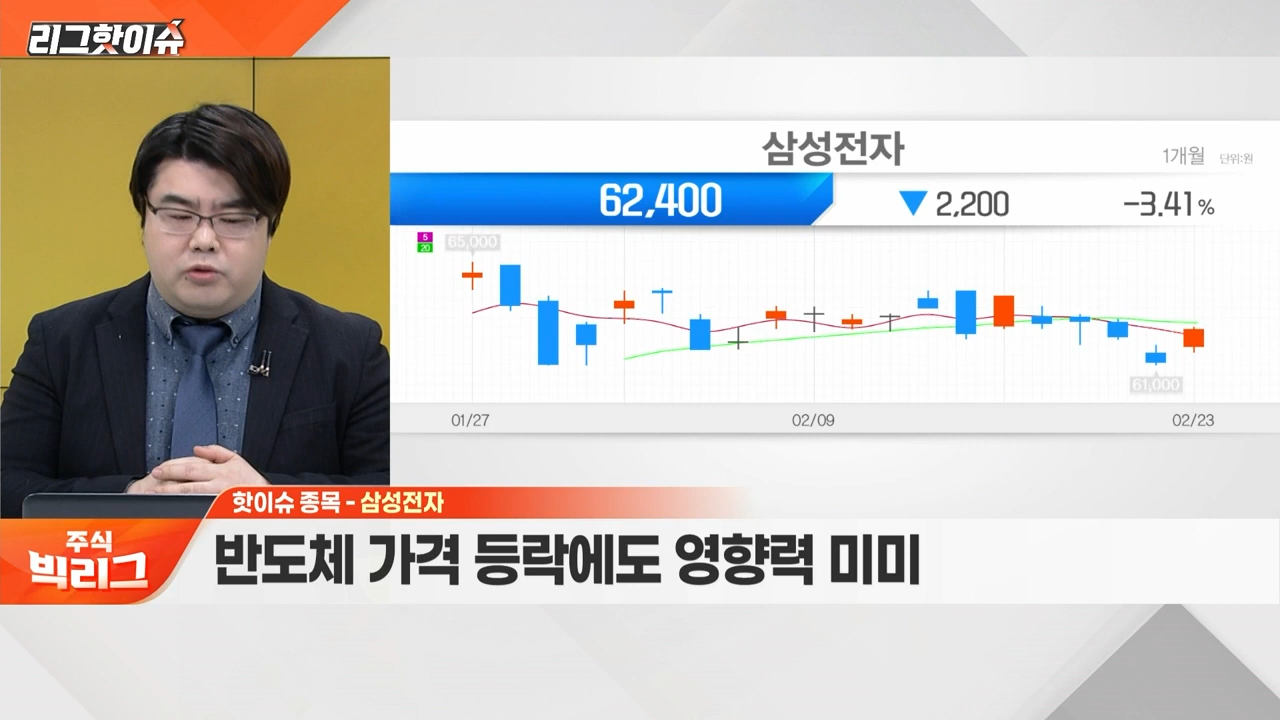 리그핫이슈
삼성전자
1개월 단위:원
62,400 ▼ 2,200 -3.41%
5
20
65,000
61,000
01/27 02/09 02/23
핫이슈 종목 - 삼성전자
주식
빅리그
반도체 가격 등락에도 영향력 미미